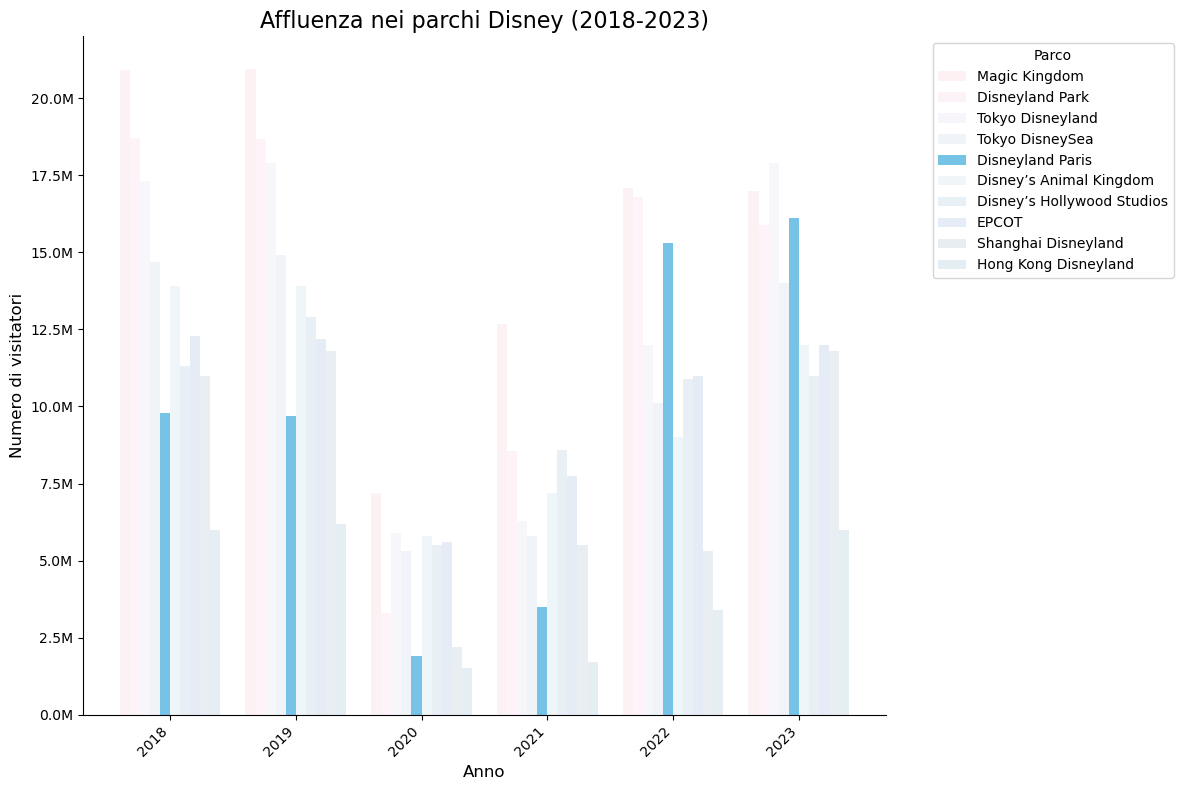 Affluenza nei parchi Disney (2018-2023)
Numero di visitatori
20.0M
17.5M
15.0M
12.5M
10.0M
7.5M
5.0M
2.5M
0.0M
2018
2019
2020
2021
2022
2023
Anno
Parco
Magic Kingdom
Disneyland Park
Tokyo Disneyland
Tokyo DisneySea
Disneyland Paris
Disney’s Animal Kingdom
Disney’s Hollywood Studios
EPCOT
Shanghai Disneyland
Hong Kong Disneyland